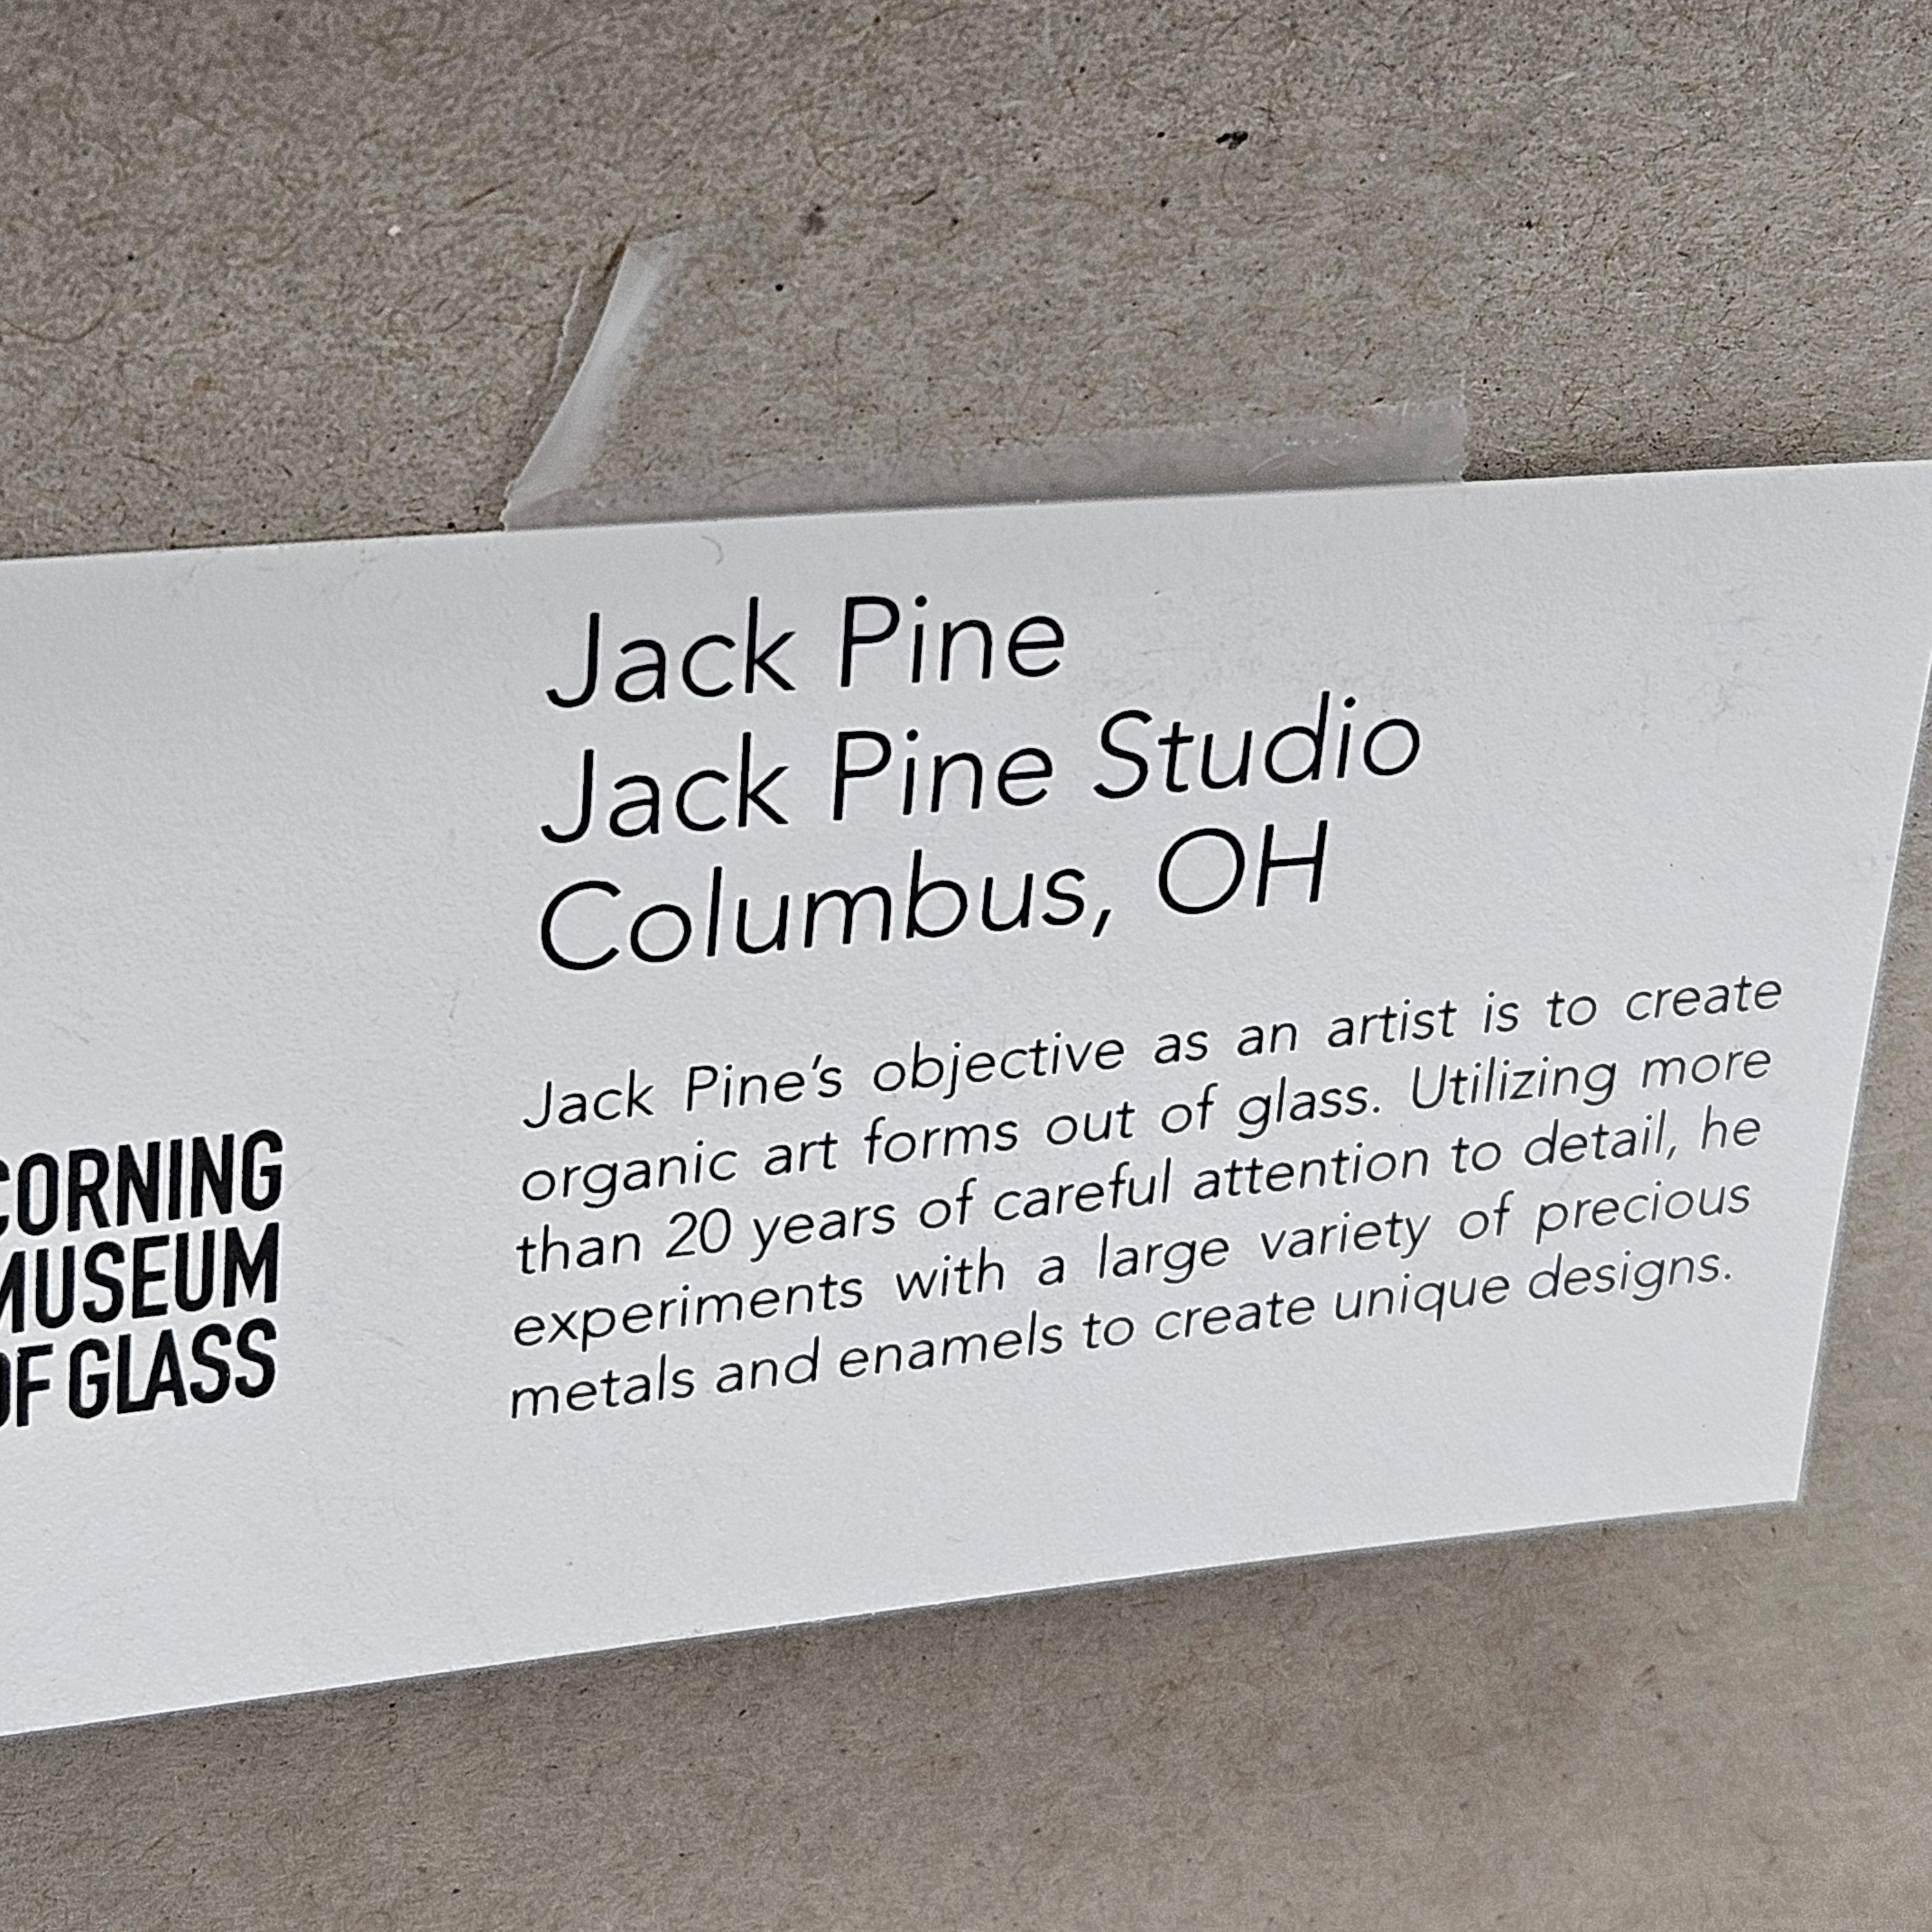 Jack Pine
Jack Pine Studio
Columbus, OH
Jack Pine's objective as an artist is to create
organic art forms out of glass. Utilizing more
than 20 years of careful attention to detail, he
experiments with a large variety of precious
metals and enamels to create unique designs.
CORNING
MUSEUM
OF GLASS